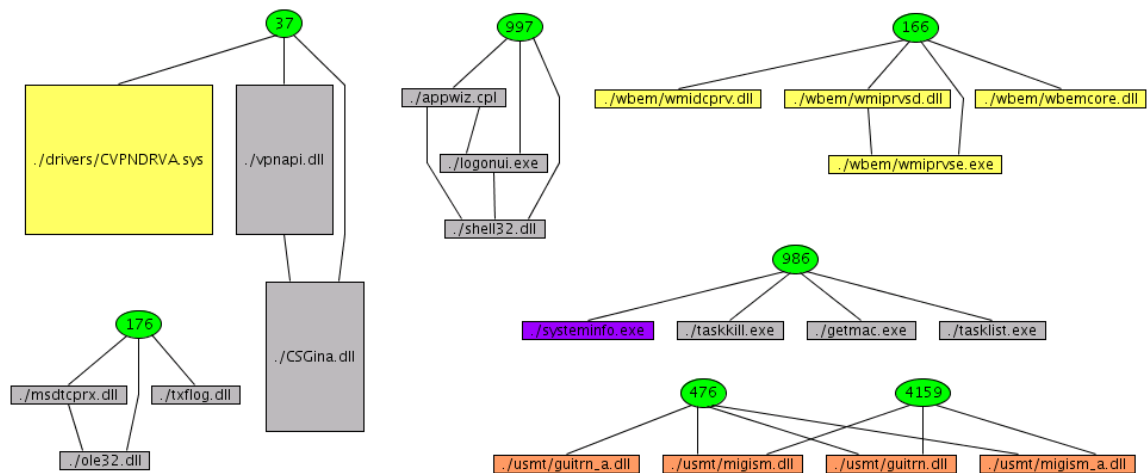 37
./drivers/CVPNDRVA.sys
./vpnapi.dll
./CSGina.dll
997
./appwiz.cpl
./logonui.exe
./shell32.dll
166
./wbem/wmidcprv.dll
./wbem/wmiprvsd.dll
./wbem/wbemcore.dll
./wbem/wmiprvse.exe
176
./msdtcprx.dll
./txflog.dll
./ole32.dll
986
./systeminfo.exe
./taskkill.exe
./getmac.exe
./tasklist.exe
476
4159
./usmt/guitrn_a.dll
./usmt/migism.dll
./usmt/guitrn.dll
./usmt/migism_a.dll